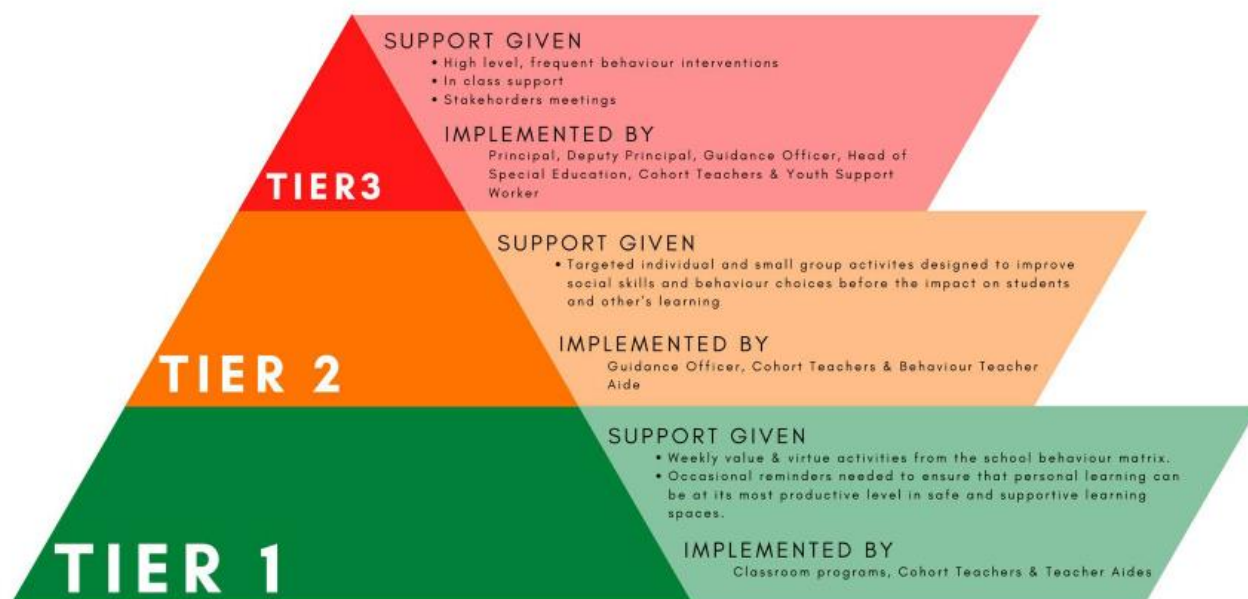 SUPPORT GIVEN
• High level, frequent behaviour interventions
• In class support
• Stakehorders meetings
IMPLEMENTED BY
Principal, Deputy Principal, Guidance Officer, Head of
Special Education, Cohort Teachers & Youth Support
Worker
TIER3
SUPPORT GIVEN
• Targeted individual and small group activites designed to improve
social skills and behaviour choices before the impact on students
and other's learning
IMPLEMENTED BY
Guidance Officer, Cohort Teachers & Behaviour Teacher
Aide
TIER 2
SUPPORT GIVEN
• Weekly value & virtue activities from the school behaviour matrix.
• Occasional reminders needed to ensure that personal learning can
be at its most productive level in safe and supportive learning
spaces.
IMPLEMENTED BY
Classroom programs, Cohort Teachers & Teacher Aides
TIER 1